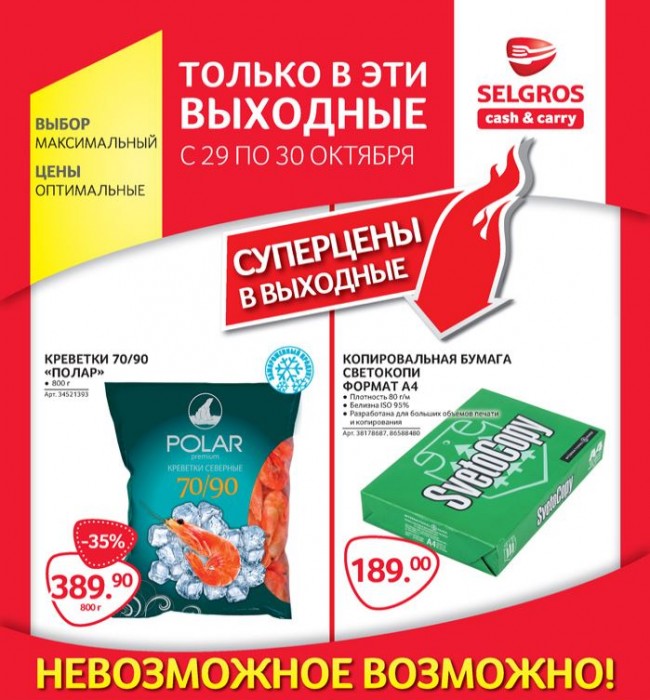 ТОЛЬКО В ЭТИ
ВЫХОДНЫЕ
С 29 ПО 30 ОКТЯБРЯ
ВЫБОР
МАКСИМАЛЬНЫЙ
ЦЕНЫ
ОПТИМАЛЬНЫЕ
SELGROS
cash & carry
СУПЕРЦЕНЫ
В ВЫХОДНЫЕ
КРЕВЕТКИ 70/90
«ПОЛАР»
• 800 г
Арт. 34521393
POLAR
premium
КРЕВЕТКИ СЕВЕРНЫЕ
70/90
-35%
389.90
800 г
КОПИРОВАЛЬНАЯ БУМАГА
СВЕТОКОПИ
ФОРМАТ А4
• Плотность 80 г/м
• Белизна ISO 95%
• Разработана для больших объемов печати
и копирования
Арт. 38178687, 86588480
SvetoCopy
A4
SvetoCopy
A4
189.00
НЕВОЗМОЖНОЕ ВОЗМОЖНО!